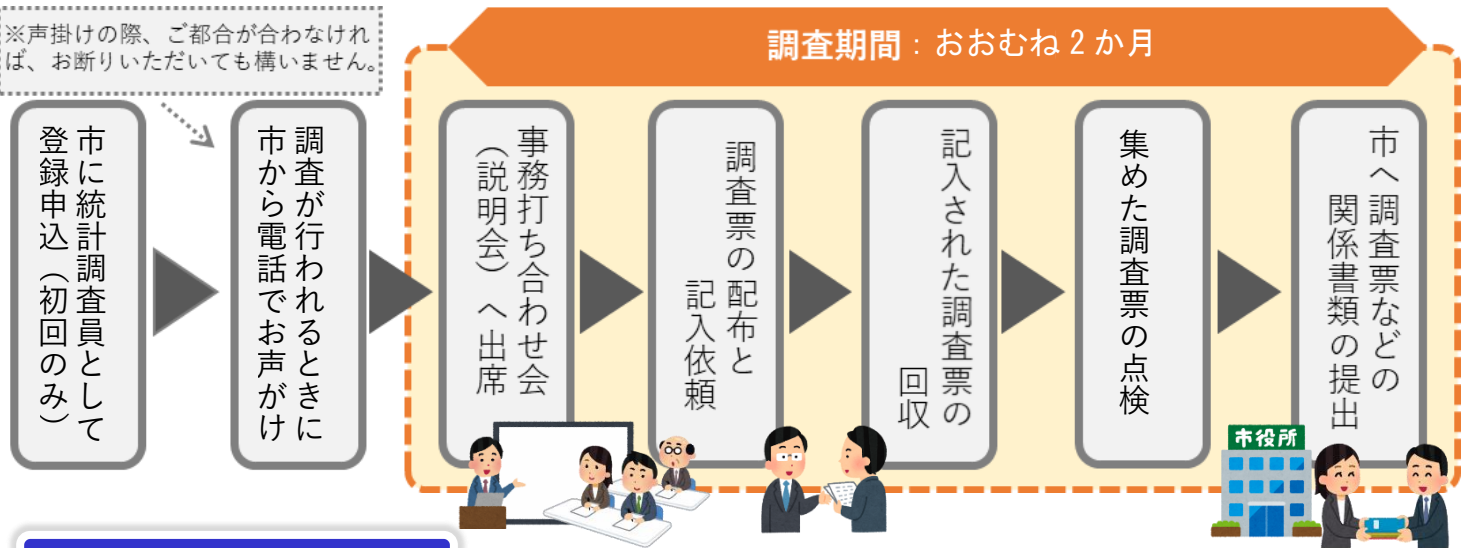 ※声掛けの際、ご都合が合わなけれ
ば、お断りいただいても構いません。
調査期間：おおむね２か月
市に統計調査員として
登録申込（初回のみ）
調査が行われるときに
市から電話でお声がけ
事務打ち合わせ会
（説明会）へ出席
調査票の配布と
記入依頼
記入された調査票の
回収
集めた調査票の点検
市へ調査票などの
関係書類の提出
市役所